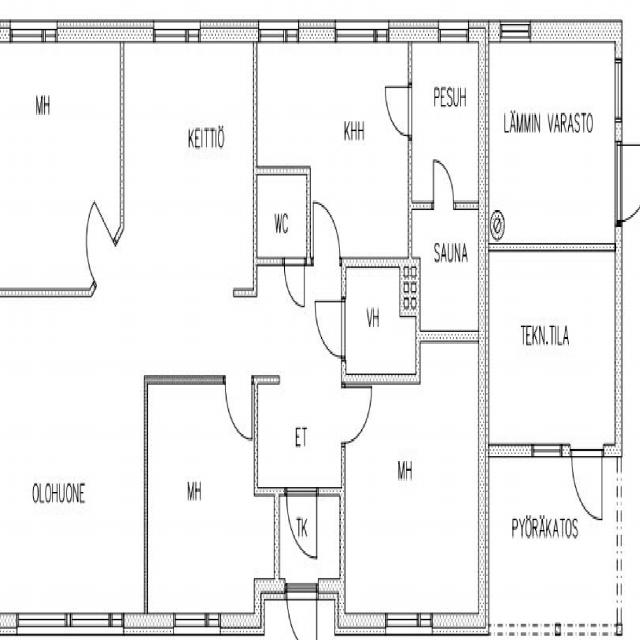 MH
KEITTIÖ
KHH
PESUH
LÄMMIN VARASTO
WC
SAUNA
VH
TEKN.TILA
ET
MH
OLOHUONE
MH
TK
PYÖRÄKATOS